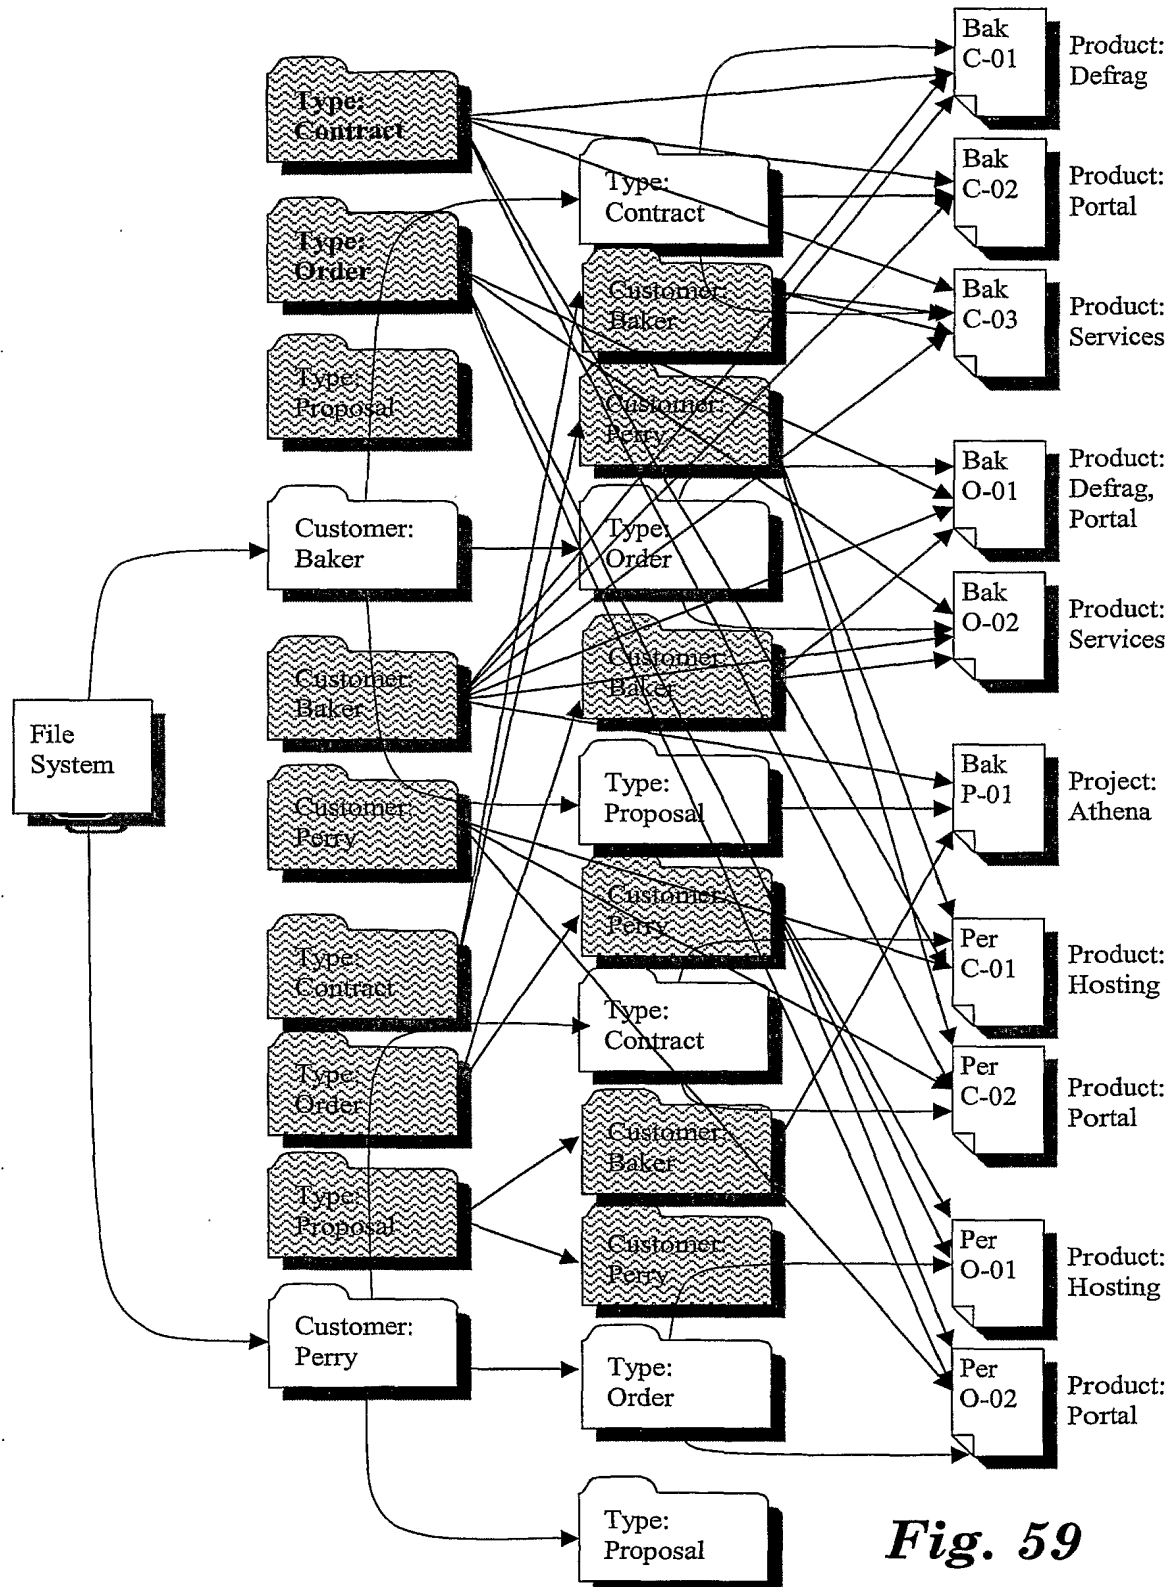 File
System
Type:
Contract
Type:
Order
Type:
Proposal
Customer:
Baker
Customer:
Baker
Customer:
Perry
Type:
Contract
Type:
Order
Type:
Proposal
Customer:
Perry
Type:
Contract
Customer:
Baker
Customer:
Perry
Type:
Order
Customer:
Baker
Type:
Proposal
Customer:
Perry
Type:
Contract
Customer:
Baker
Customer:
Perry
Type:
Order
Type:
Proposal
Bak
C-01
Product:
Defrag
Bak
C-02
Product:
Portal
Bak
C-03
Product:
Services
Bak
O-01
Product:
Defrag,
Portal
Bak
O-02
Product:
Services
Bak
P-01
Project:
Athena
Per
C-01
Product:
Hosting
Per
C-02
Product:
Portal
Per
O-01
Product:
Hosting
Per
O-02
Product:
Portal
Fig. 59